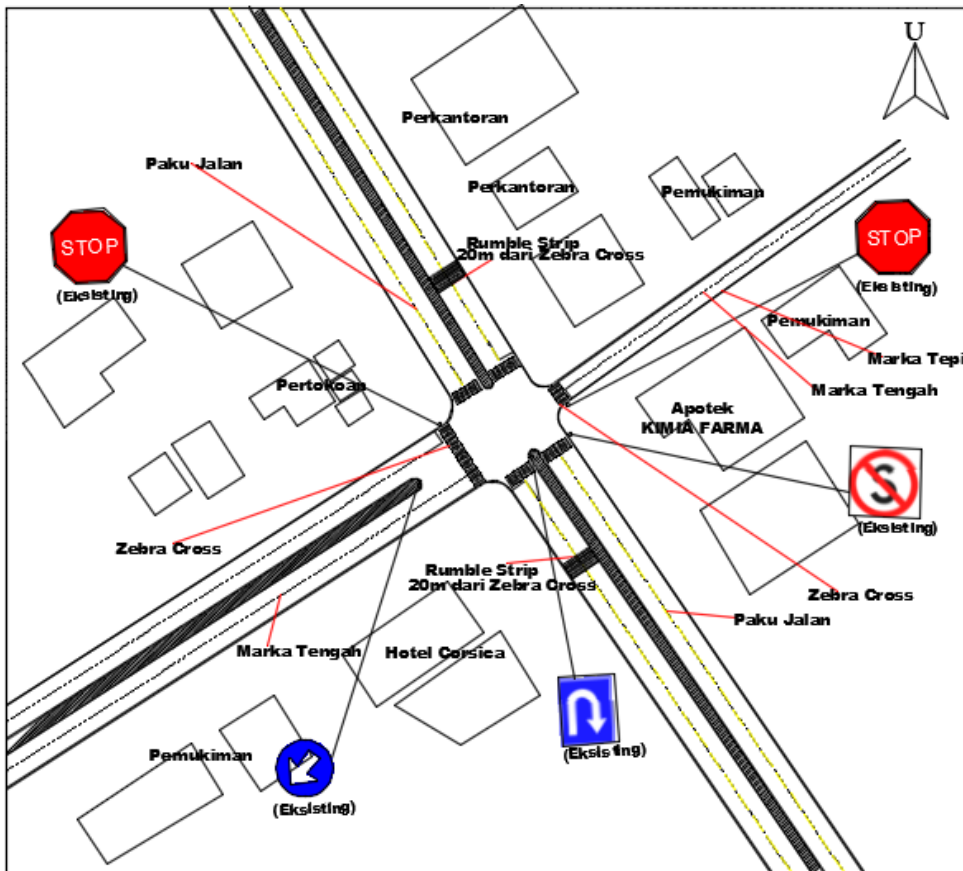 U
Perkantoran
Paku Jalan
Perkantoran
Pemukiman
STOP
(Eksisting)
STOP
(Eksisting)
Rumble Strip
20m dari Zebra Cross
Pemukiman
Marka Tepi
Marka Tengah
Pertokoan
Apotek
KIMIA FARMA
S
(Eksisting)
Zebra Cross
Rumble Strip
20m dari Zebra Cross
Zebra Cross
Paku Jalan
Marka Tengah
Hotel Corsica
Pemukiman
(Eksisting)
(Eksisting)